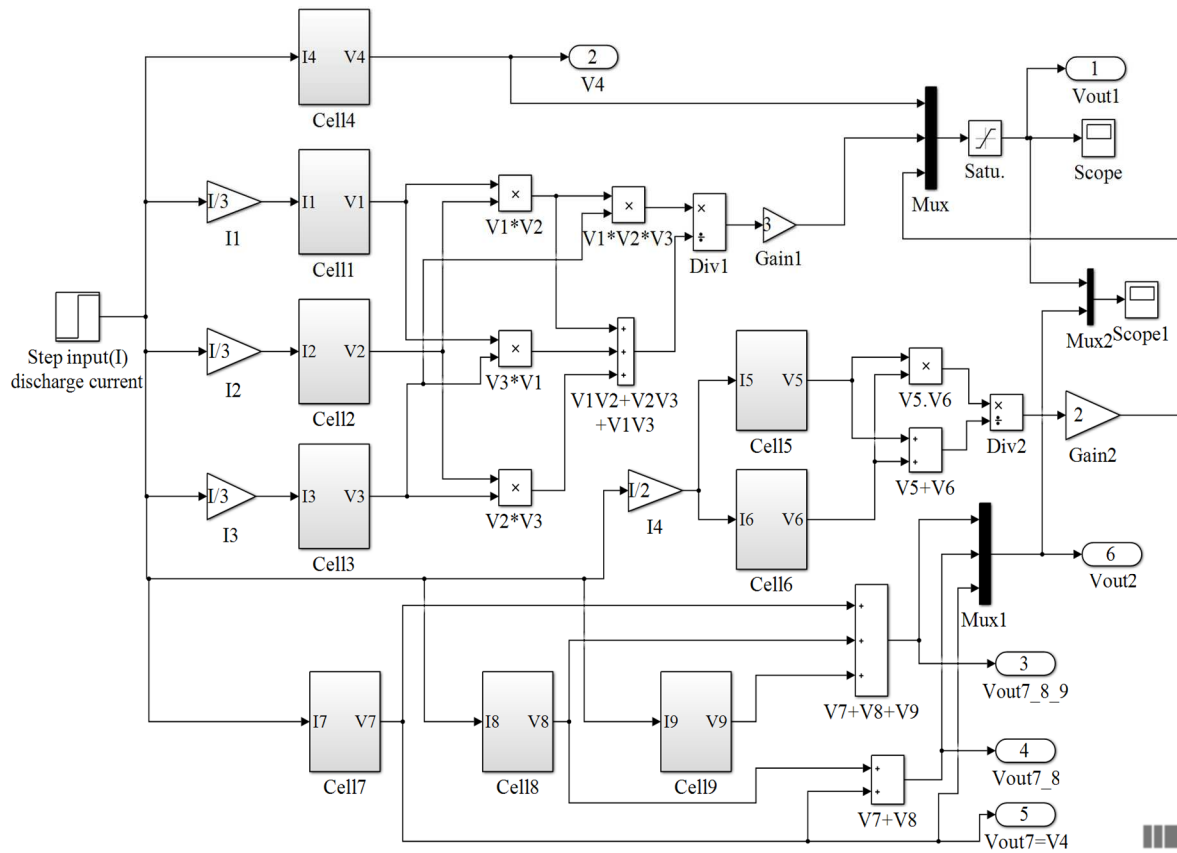 I4 V4
Cell4
2
V4
1
Vout1
Scope
Satu.
Mux
I/3
I1
I1 V1
Cell1
×
V1*V2
×
V1*V2*V3
×
÷
Div1
3
Gain1
Step input(I)
discharge current
I/3
I2
I2 V2
Cell2
×
V3*V1
+
+
+
V1V2+V2V3
+V1V3
Mux2
Scope1
I5 V5
Cell5
×
V5.V6
×
÷
Div2
2
Gain2
I/3
I3
I3 V3
Cell3
×
V2*V3
I/2
I4
I6 V6
Cell6
+
+
V5+V6
Mux1
6
Vout2
+
+
+
V7+V8+V9
3
Vout7_8_9
I7 V7
Cell7
I8 V8
Cell8
I9 V9
Cell9
+
+
V7+V8
4
Vout7_8
5
Vout7=V4